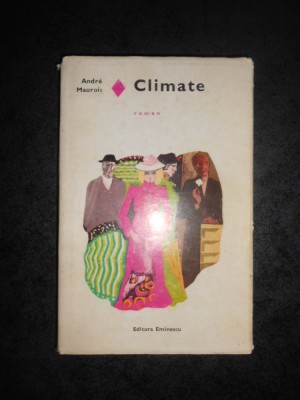 André
Maurois
Climate
roman
Editura Eminescu